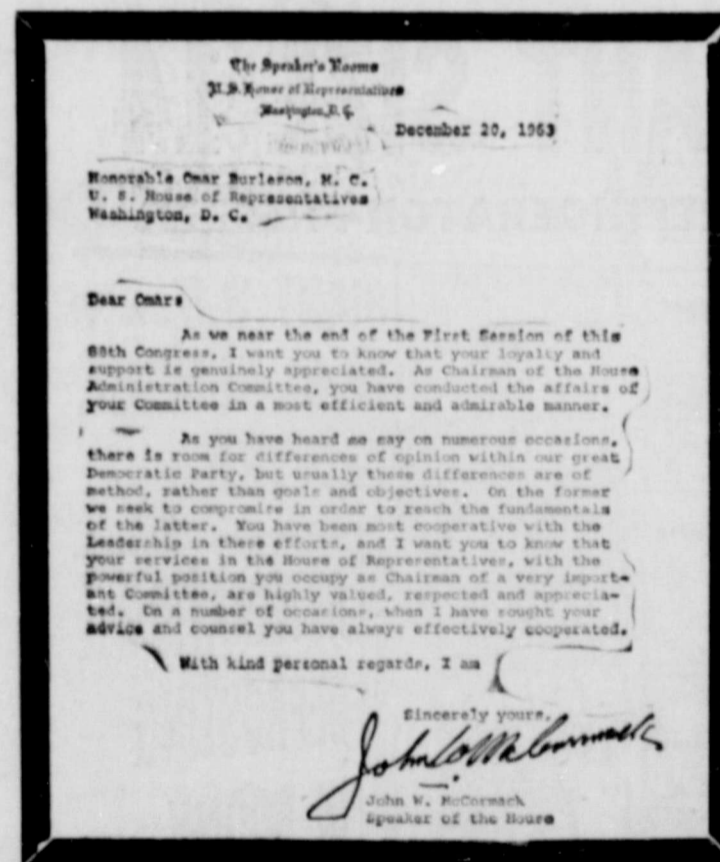 The Speaker's Rooms
U.S. House of Representatives
Washington, D. C.
December 20, 1963
Honorable Omar Burleson, M. C.
U. S. House of Representatives
Washington, D. C.
Dear Omar:
As we near the end of the First Session of this
88th Congress, I want you to know that your loyalty and
support is genuinely appreciated. As Chairman of the House
Administration Committee, you have conducted the affairs of
your Committee in a most efficient and admirable manner.
As you have heard me say on numerous occasions,
there is room for differences of opinion within our great
Democratic Party, but usually these differences are of
method, rather than goals and objectives. On the former
we seek to compromise in order to reach the fundamentals
of the latter. You have been most cooperative with the
Leadership in these efforts, and I want you to know that
your services in the House of Representatives, with the
powerful position you occupy as Chairman of a very import-
ant Committee, are highly valued, respected and apprecia-
ted. On a number of occasions, when I have sought your
advice and counsel you have always effectively cooperated.
With kind personal regards, I am
Sincerely yours,
John W. McCormack
John W. McCormack
Speaker of the House